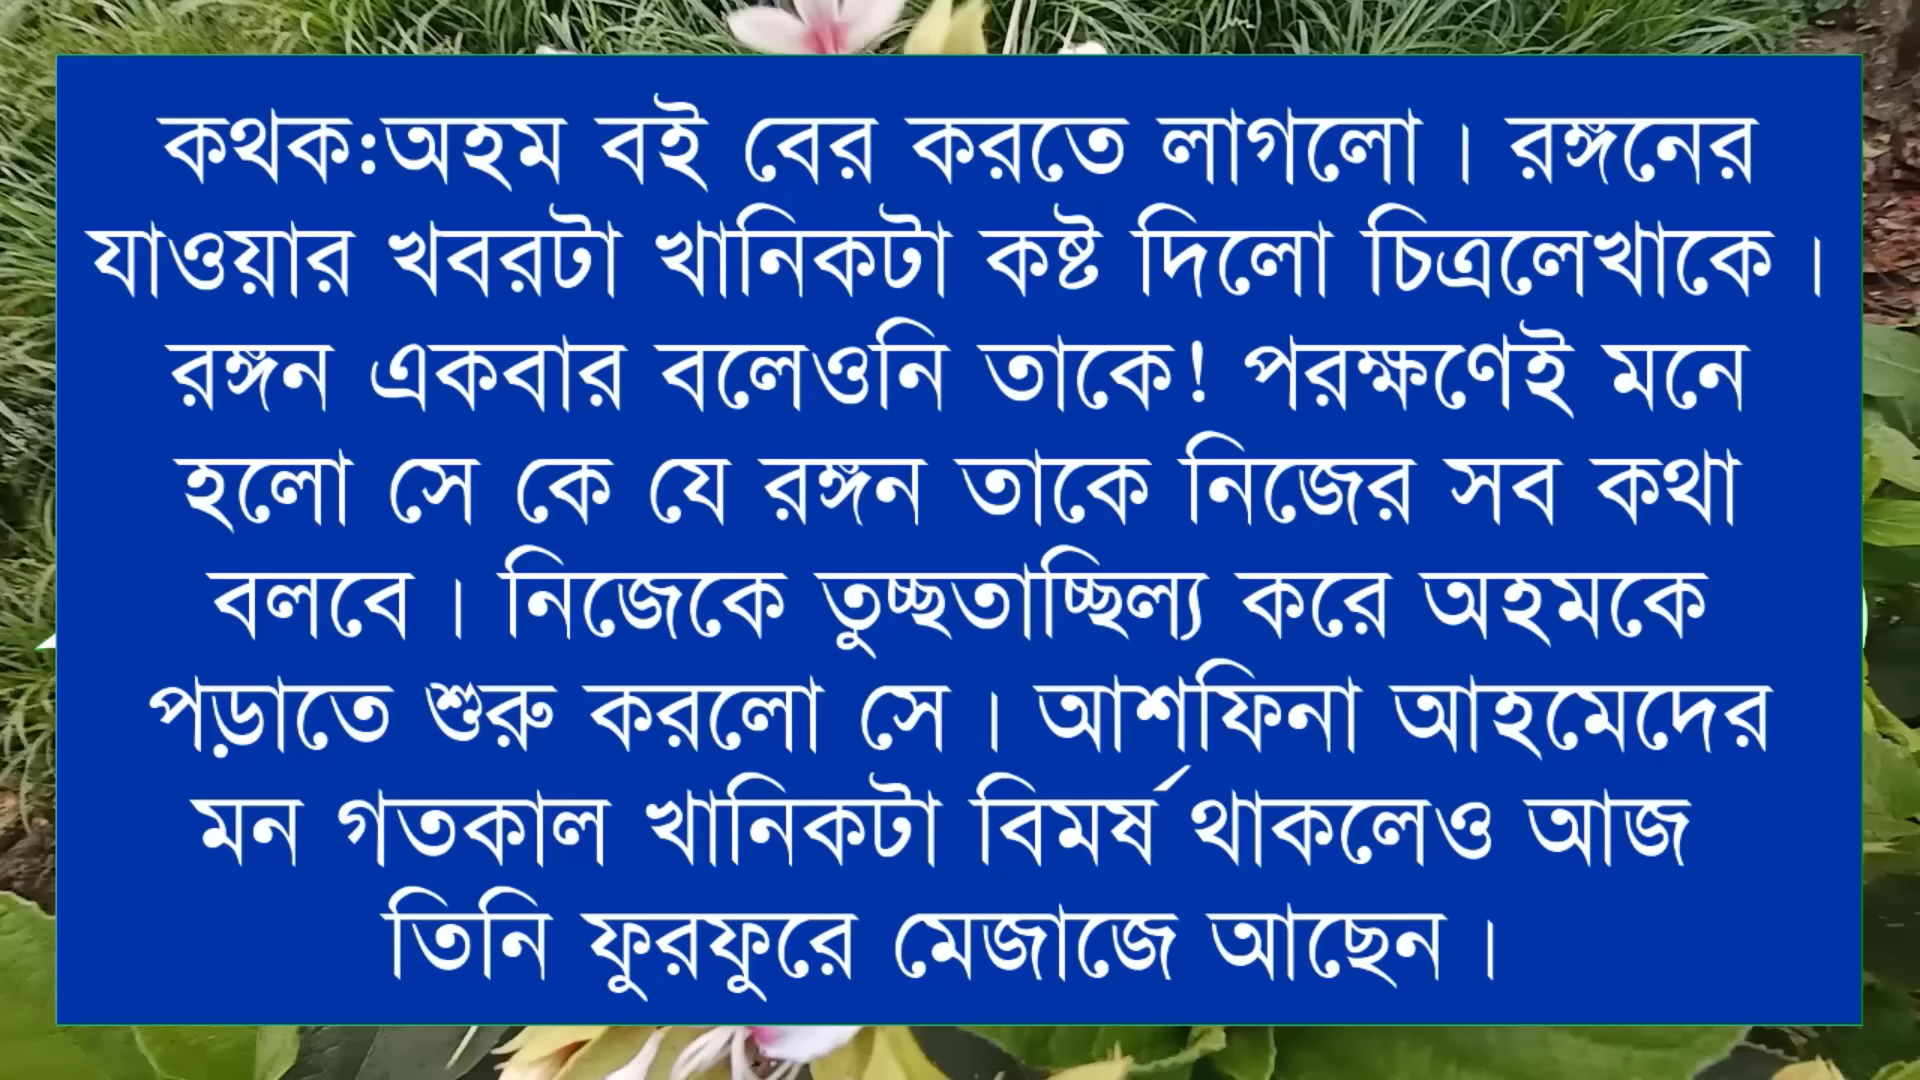 কথক:অহম বই বের করতে লাগলো। রঙ্গনের
যাওয়ার খবরটা খানিকটা কষ্ট দিলো চিত্রলেখাকে।
রঙ্গন একবার বলেওনি তাকে! পরক্ষণেই মনে
হলো সে কে যে রঙ্গন তাকে নিজের সব কথা
বলবে। নিজেকে তুচ্ছতাচ্ছিল্য করে অহমকে
পড়াতে শুরু করলো সে। আশফিনা আহমেদের
মন গতকাল খানিকটা বিমর্ষ থাকলেও আজ
তিনি ফুরফুরে মেজাজে আছেন।